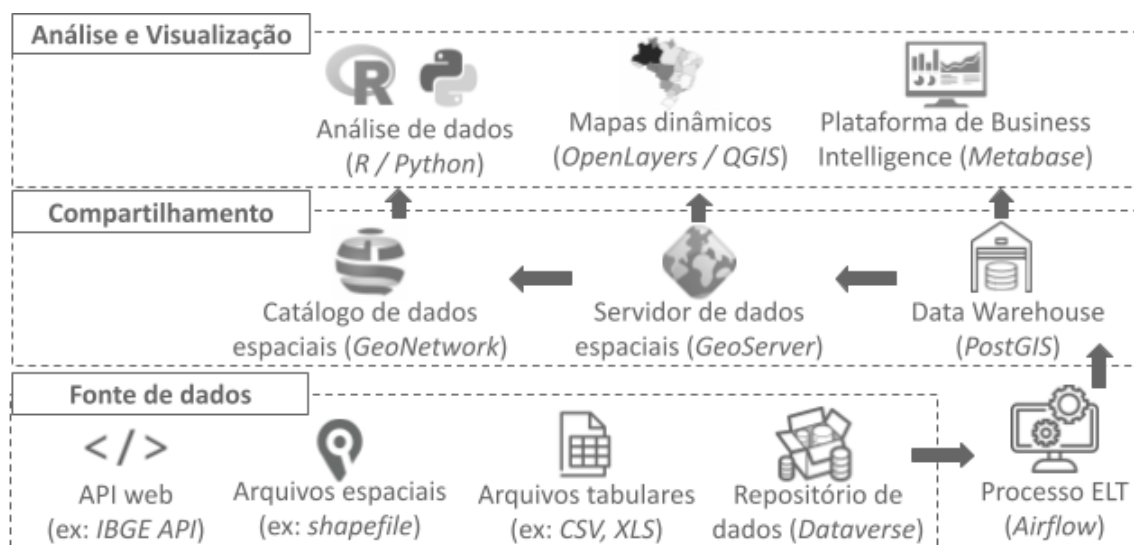 Análise e Visualização
Análise de dados
(R / Python)
Mapas dinâmicos
(OpenLayers / QGIS)
Plataforma de Business
Intelligence (Metabase)
Compartilhamento
Catálogo de dados
espaciais (GeoNetwork)
Servidor de dados
espaciais (GeoServer)
Data Warehouse
(PostGIS)
Fonte de dados
</>
API web
(ex: IBGE API)
Arquivos espaciais
(ex: shapefile)
Arquivos tabulares
(ex: CSV, XLS)
Repositório de
dados (Dataverse)
Processo ELT
(Airflow)